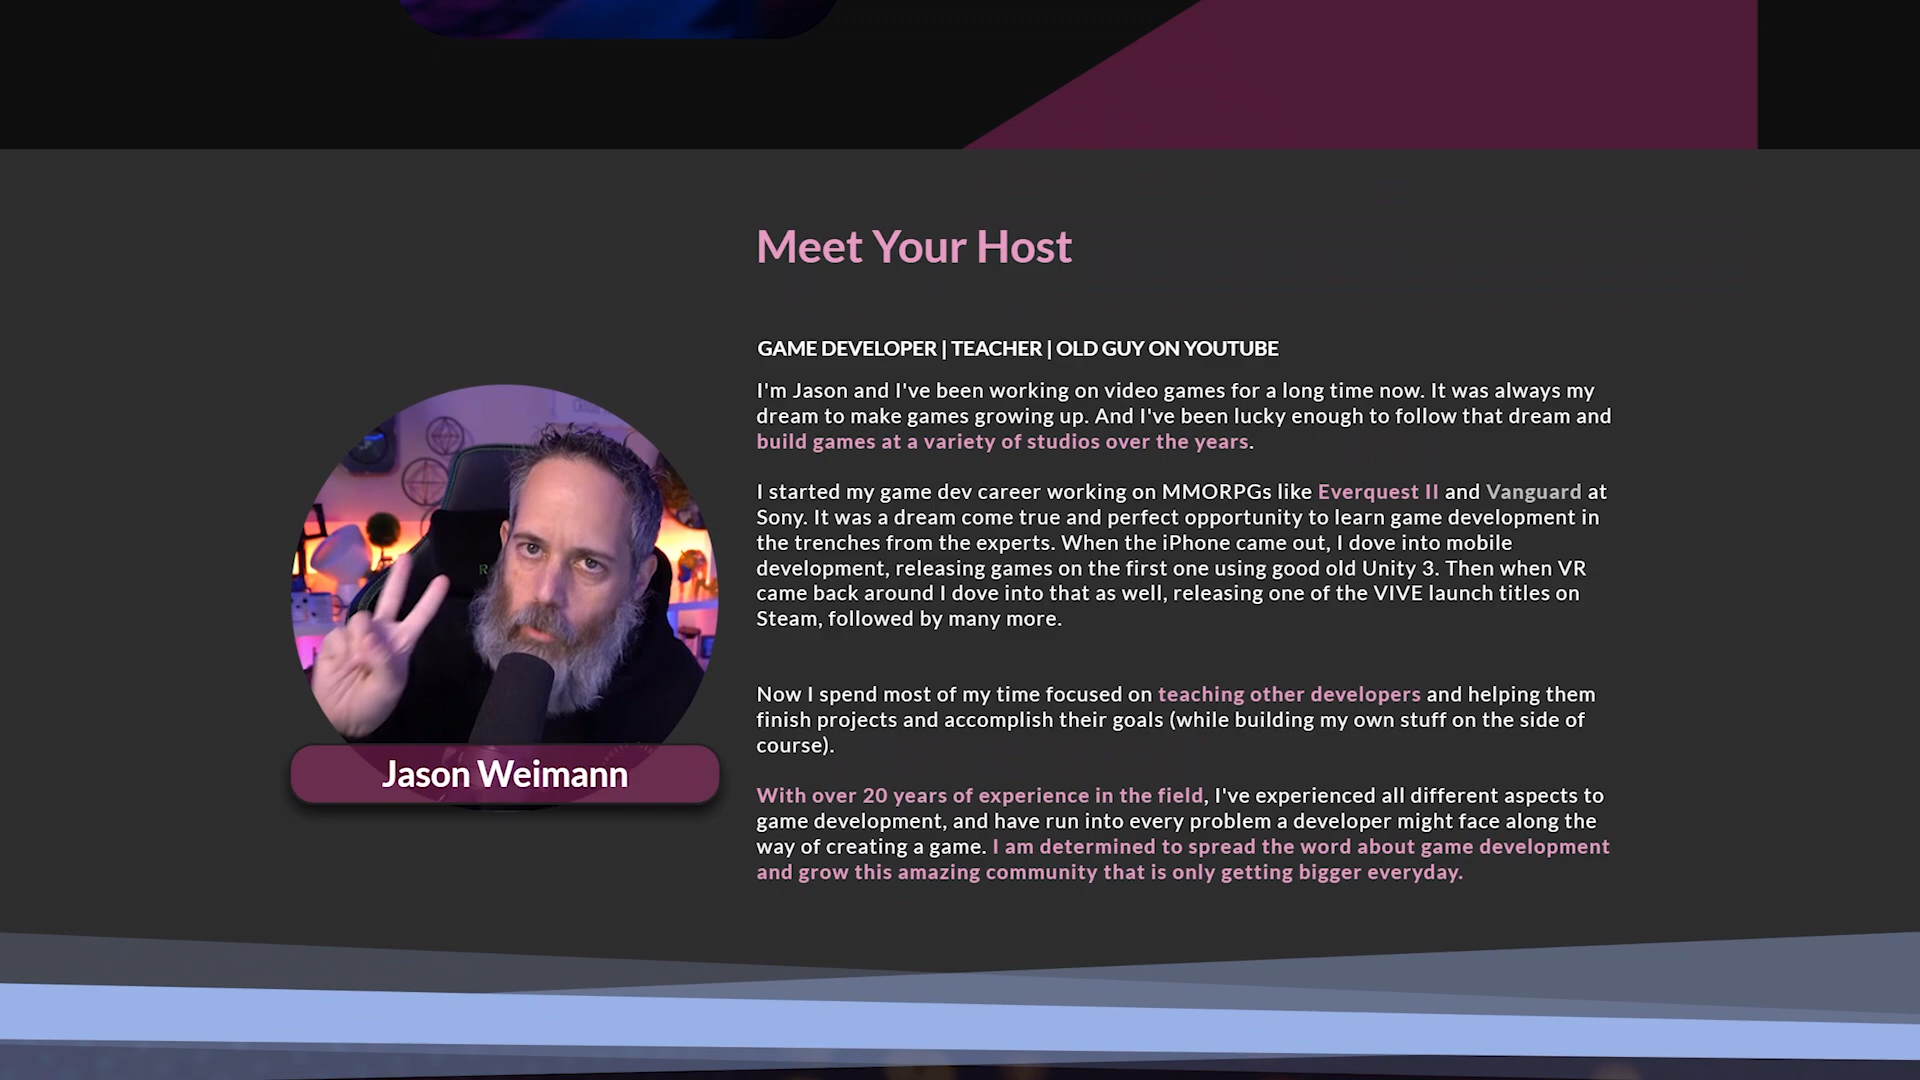 Meet Your Host
GAME DEVELOPER | TEACHER | OLD GUY ON YOUTUBE
I'm Jason and I've been working on video games for a long time now. It was always my
dream to make games growing up. And I've been lucky enough to follow that dream and
build games at a variety of studios over the years.
I started my game dev career working on MMORPGs like Everquest II and Vanguard at
Sony. It was a dream come true and perfect opportunity to learn game development in
the trenches from the experts. When the iPhone came out, I dove into mobile
development, releasing games on the first one using good old Unity 3. Then when VR
came back around I dove into that as well, releasing one of the VIVE launch titles on
Steam, followed by many more.
Now I spend most of my time focused on teaching other developers and helping them
finish projects and accomplish their goals (while building my own stuff on the side of
course).
With over 20 years of experience in the field, I've experienced all different aspects to
game development, and have run into every problem a developer might face along the
way of creating a game. I am determined to spread the word about game development
and grow this amazing community that is only getting bigger everyday.
Jason Weimann